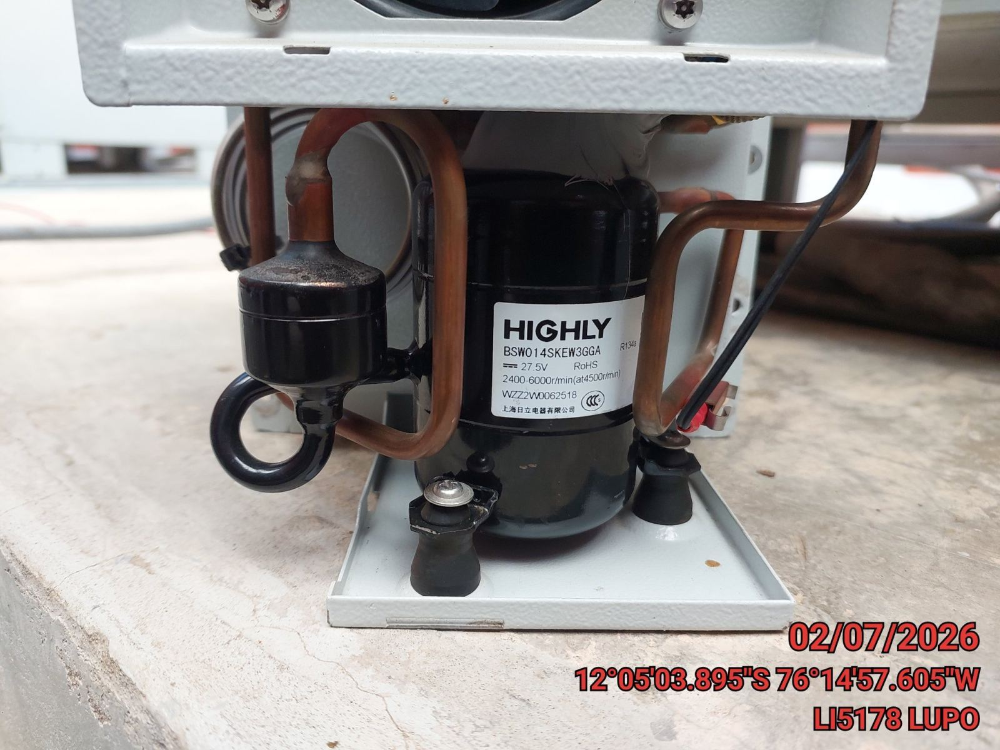 HIGHLY
BSW014SKEW3GGA R134a
27.5V RoHS
2400-6000r/min(at4500r/min)
WZZ2W0062518
CCC S
上海日立电器有限公司
02/07/2026
12°05'03.895"S 76°14'57.605"W
LI5178 LUPO